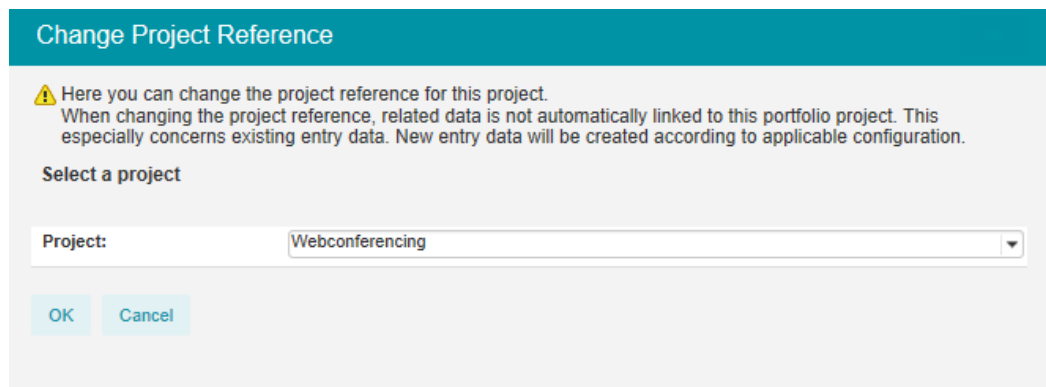 Change Project Reference
Here you can change the project reference for this project.
When changing the project reference, related data is not automatically linked to this portfolio project. This
especially concerns existing entry data. New entry data will be created according to applicable configuration.
Select a project
Project: Webconferencing
OK Cancel